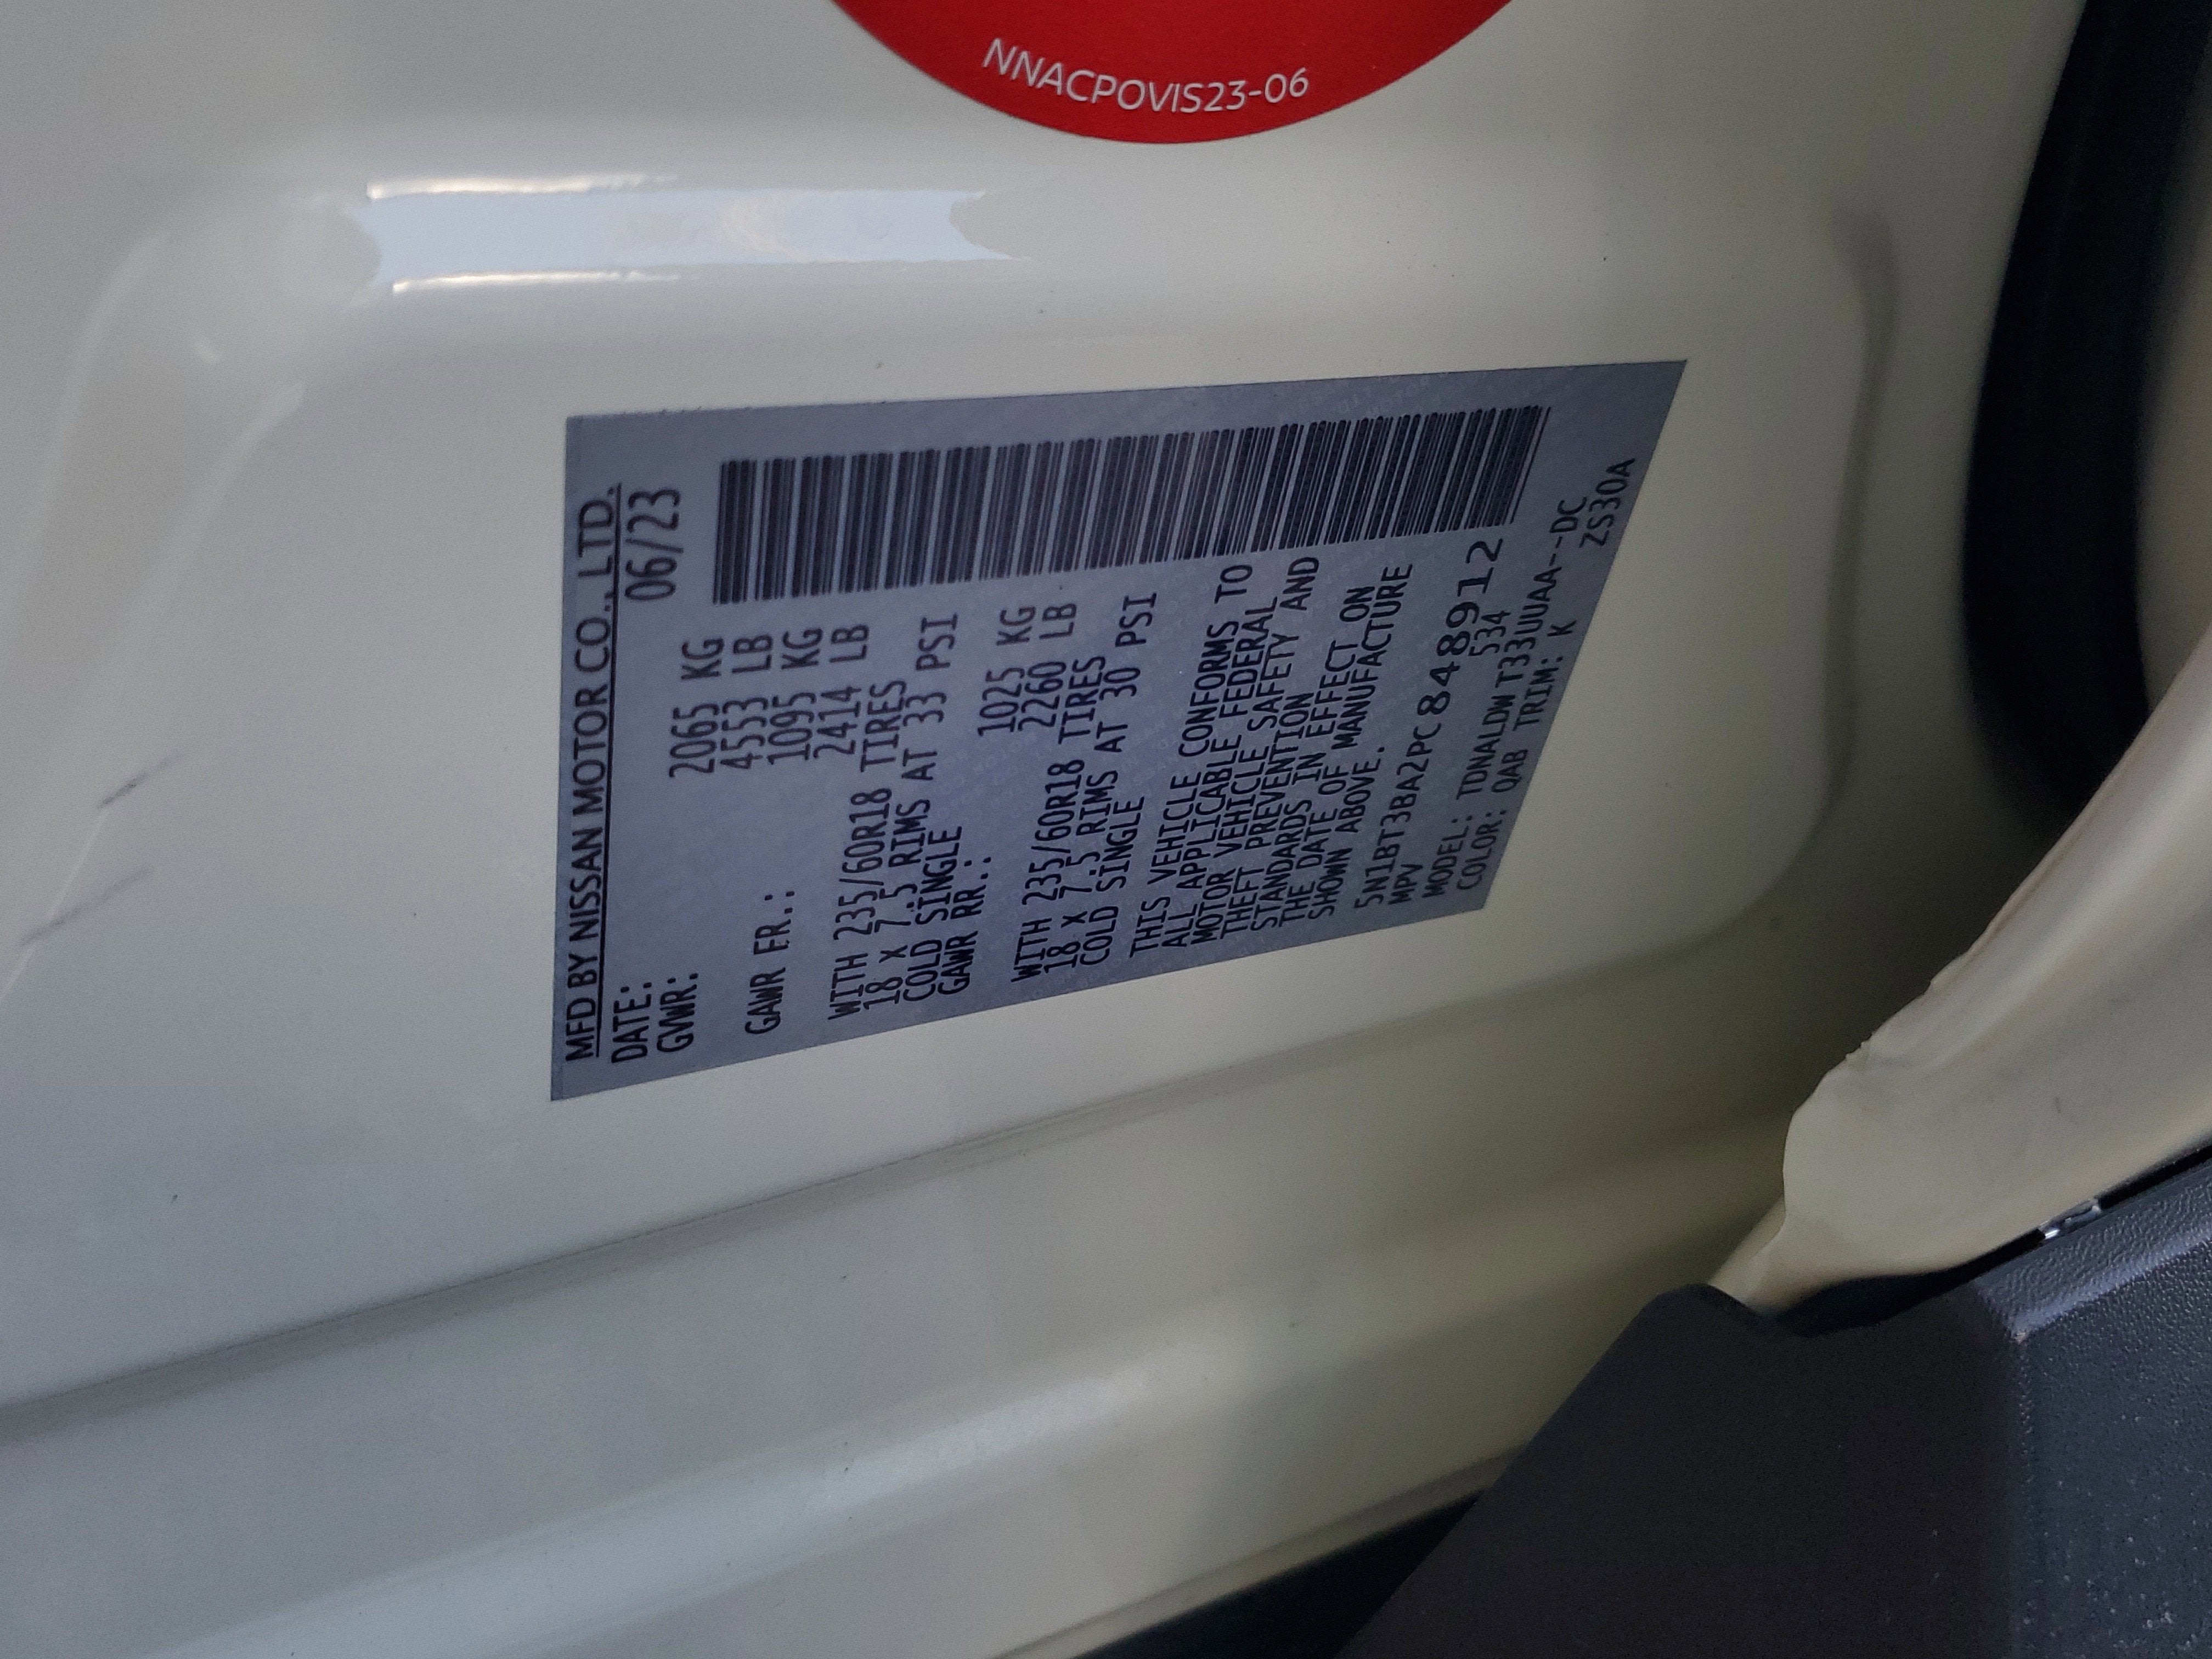 NNACPOVIS23-06
MFD BY NISSAN MOTOR CO., LTD.
DATE: 06/23
GVWR: 2065 KG
4553 LB
GAWR FR.: 1095 KG
2414 LB
WITH 235/60R18 TIRES
18 X 7.5 RIMS AT 33 PSI
COLD SINGLE
GAWR RR.: 1025 KG
2260 LB
WITH 235/60R18 TIRES
18 X 7.5 RIMS AT 30 PSI
COLD SINGLE
THIS VEHICLE CONFORMS TO
ALL APPLICABLE FEDERAL
MOTOR VEHICLE SAFETY AND
THEFT PREVENTION
STANDARDS IN EFFECT ON
THE DATE OF MANUFACTURE
SHOWN ABOVE.
5N1BT3BA2PC848912
MPV 534
MODEL: TDNALDWT33UUAA--DC
COLOR: QAB TRIM: K ZS30A